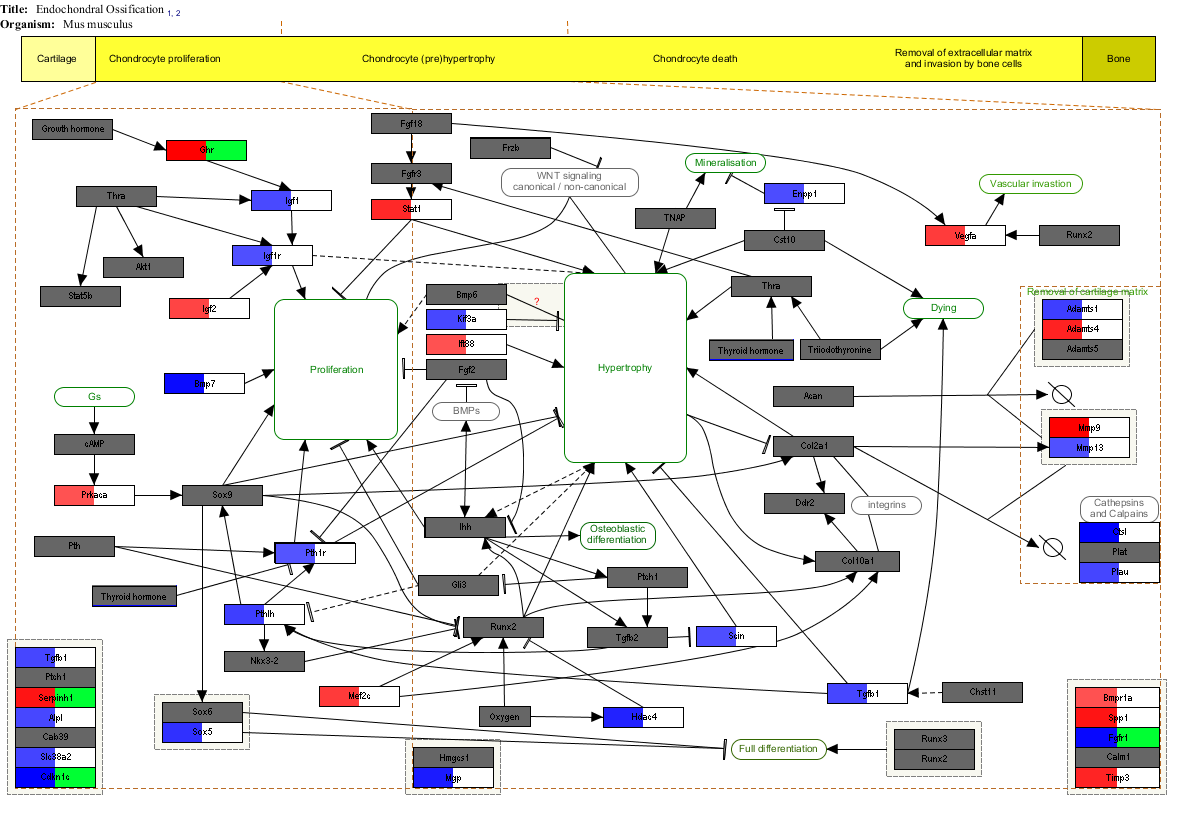 Title: Endochondral Ossification 1, 2
Organism: Mus musculus
Cartilage
Chondrocyte proliferation
Chondrocyte (pre)hypertrophy
Chondrocyte death
Removal of extracellular matrix
and invasion by bone cells
Bone
Growth hormone
Ghr
Thra
Igf1
Igf1r
Akt1
Stat5b
Igf2
Fgf18
Fgfr3
Stat1
Frzb
WNT signaling
canonical / non-canonical
Mineralisation
Enpp1
TNAP
Cst10
Vascular invastion
Vegfa
Runx2
Thra
Thyroid hormone
Triiodothyronine
Dying
Removal of cartilage matrix
Adamts1
Adamts4
Adamts5
Bmp6
?
Kif3a
Ift88
Fgf2
BMPs
Proliferation
Hypertrophy
Bmp7
Gs
cAMP
Prkaca
Sox9
Acan
Mmp9
Mmp13
Col2a1
Ddr2
integrins
Cathepsins
and Calpains
Ctsl
Plat
Plau
Col10a1
Ihh
Osteoblastic
differentiation
Pth
Pth1r
Thyroid hormone
Gli3
Ptch1
Pthlh
Runx2
Tgfb2
Scin
Nkx3-2
Mef2c
Oxygen
Hdac4
Tgfb1
Chst11
Sox6
Sox5
Full differentiation
Runx3
Runx2
Hmgcs1
Mgp
Tgfb1
Ptch1
Serpinh1
Alpl
Cab39
Slc38a2
Cdkn1c
Bmpr1a
Spp1
Fgfr1
Calm1
Timp3